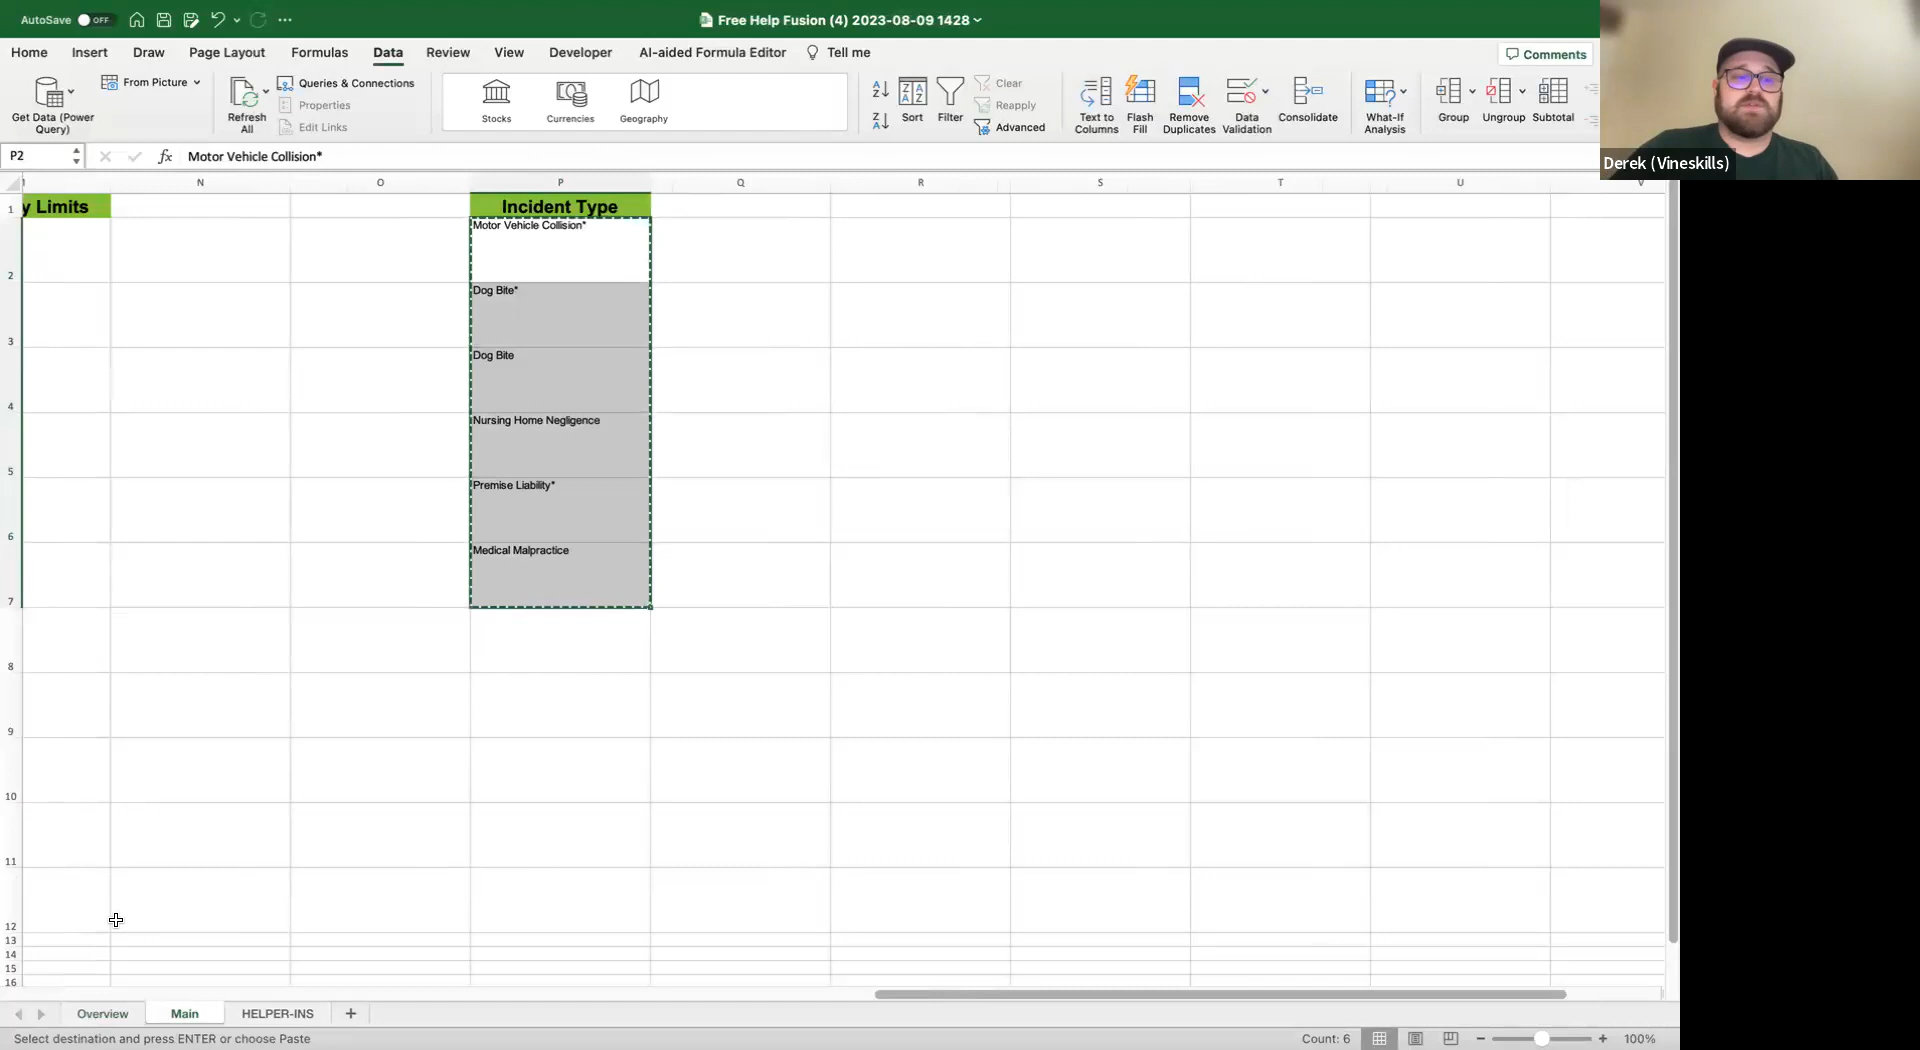 AutoSave OFF
Free Help Fusion (4) 2023-08-09 1428
Home Insert Draw Page Layout Formulas Data Review View Developer AI-aided Formula Editor Tell me
Comments
Get Data (Power Query)
From Picture
Refresh All
Queries & Connections
Properties
Edit Links
Stocks
Currencies
Geography
Sort
Filter
Clear
Reapply
Advanced
Text to Columns
Flash Fill
Remove Duplicates
Data Validation
Consolidate
What-If Analysis
Group
Ungroup
Subtotal
Derek (Vineskills)
P2
fx Motor Vehicle Collision*
N O P Q R S T U V
1 y Limits Incident Type
Motor Vehicle Collision*
2
Dog Bite*
3
Dog Bite
4
Nursing Home Negligence
5
Premise Liability*
6
Medical Malpractice
7
8
9
10
11
12
13
14
15
16
Overview Main HELPER-INS +
Select destination and press ENTER or choose Paste
Count: 6
100%